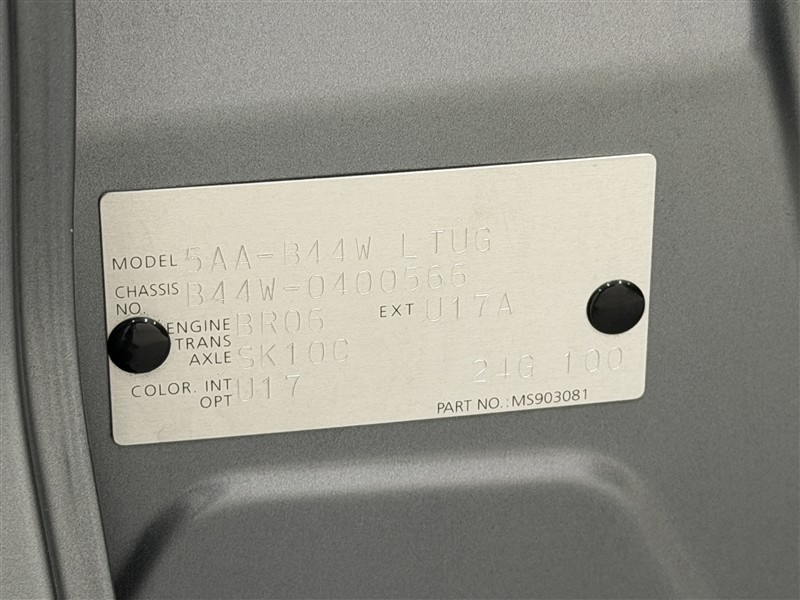 MODEL 5AA-B44W LTUG
CHASSIS NO. B44W-0400566
ENGINE BR06 EXT U17A
TRANS AXLE SK10C
COLOR. INT OPT U17 24G 100
PART NO.:MS903081